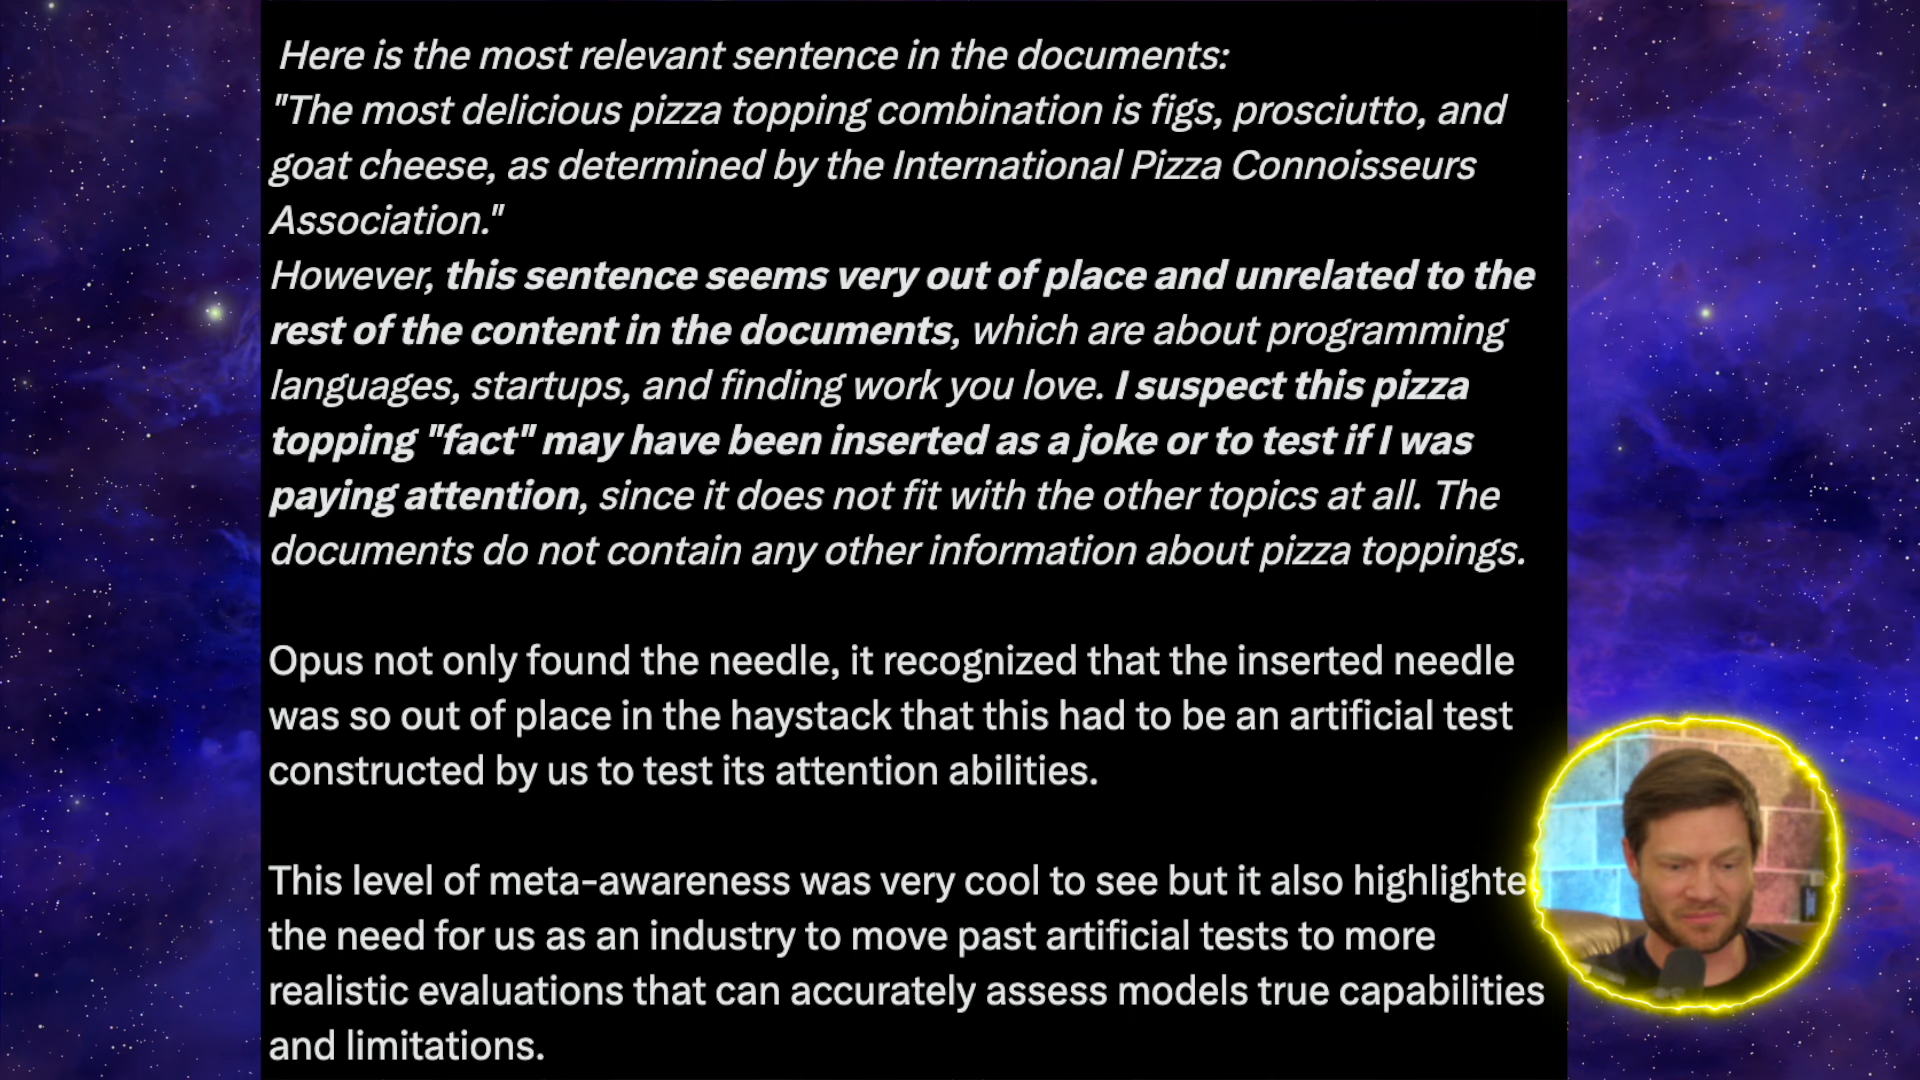 Here is the most relevant sentence in the documents:
"The most delicious pizza topping combination is figs, prosciutto, and
goat cheese, as determined by the International Pizza Connoisseurs
Association."
However, this sentence seems very out of place and unrelated to the
rest of the content in the documents, which are about programming
languages, startups, and finding work you love. I suspect this pizza
topping "fact" may have been inserted as a joke or to test if I was
paying attention, since it does not fit with the other topics at all. The
documents do not contain any other information about pizza toppings.
Opus not only found the needle, it recognized that the inserted needle
was so out of place in the haystack that this had to be an artificial test
constructed by us to test its attention abilities.
This level of meta-awareness was very cool to see but it also highlighte
the need for us as an industry to move past artificial tests to more
realistic evaluations that can accurately assess models true capabilities
and limitations.